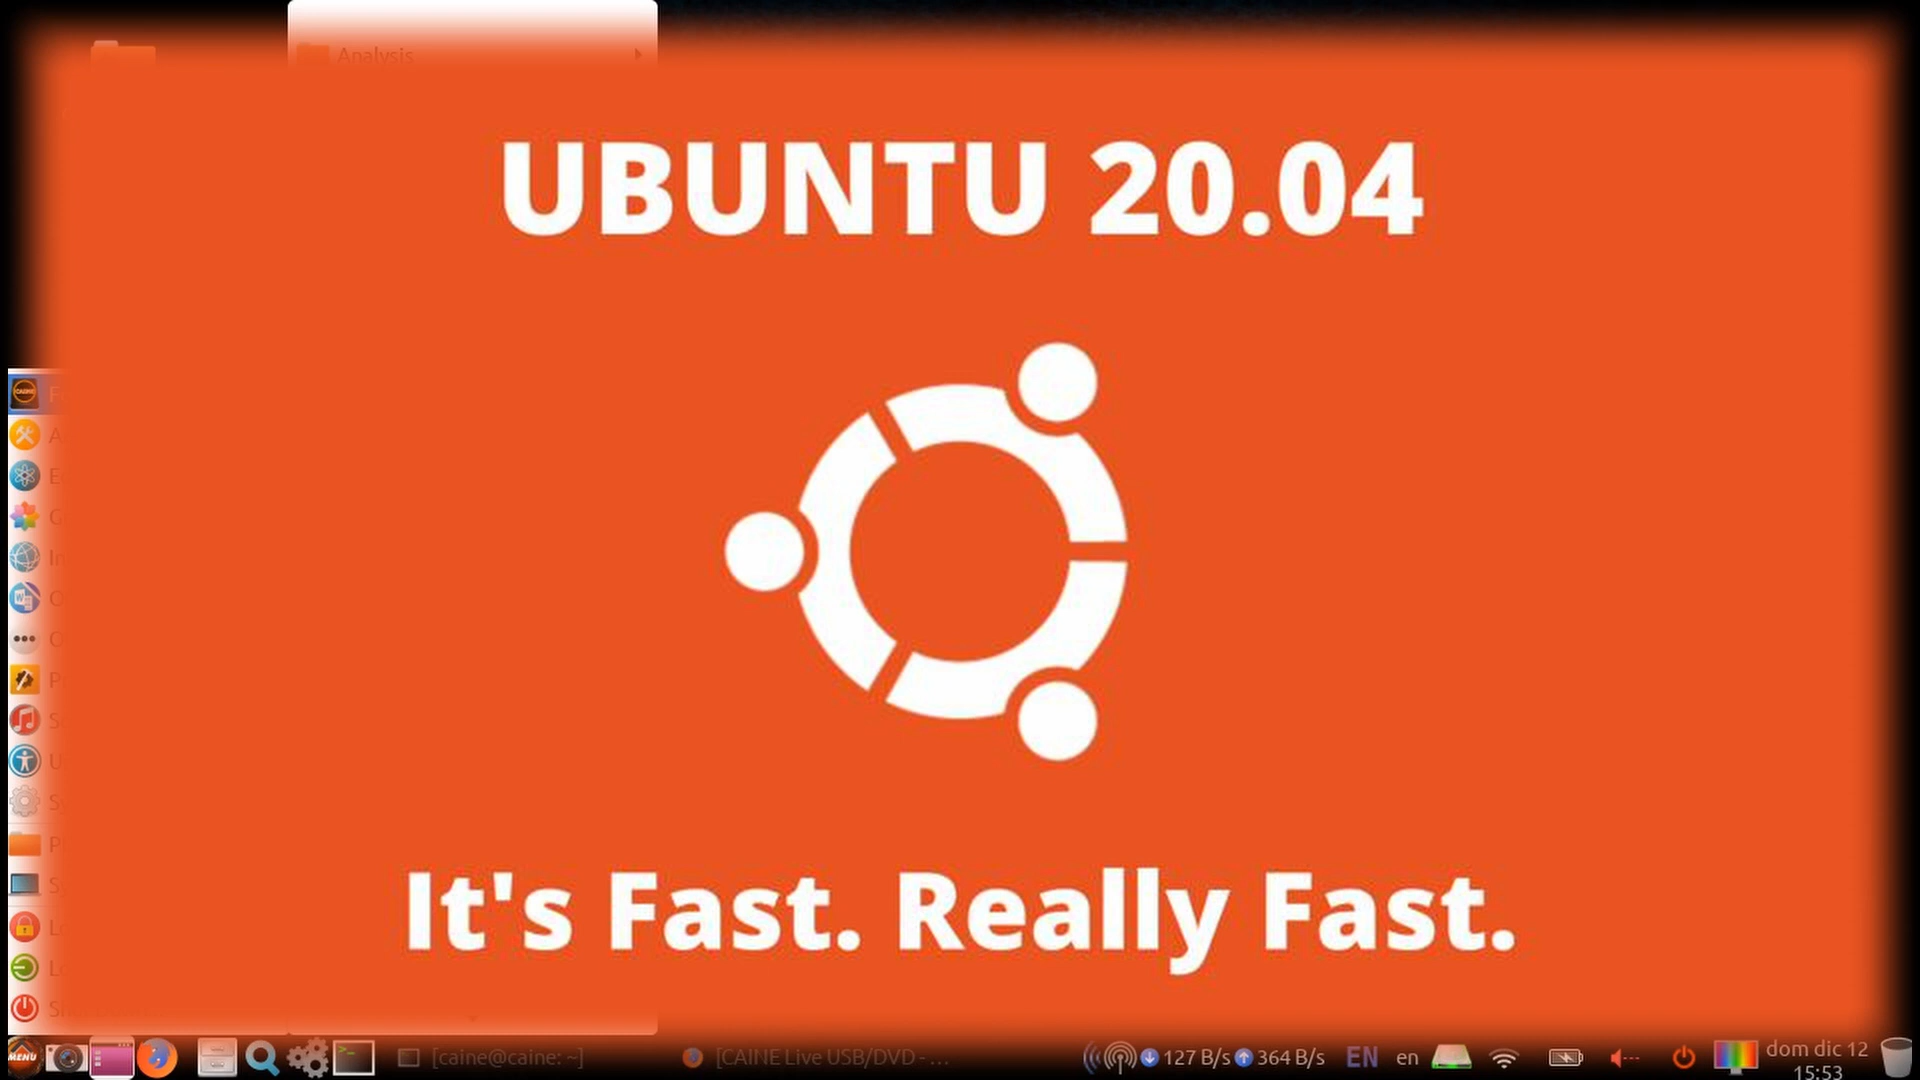 Analysis
UBUNTU 20.04
It's Fast. Really Fast.
MENU
[caine@caine: ~]
[CAINE Live USB/DVD - ...
127 B/s
364 B/s
EN
en
dom dic 12
15:53